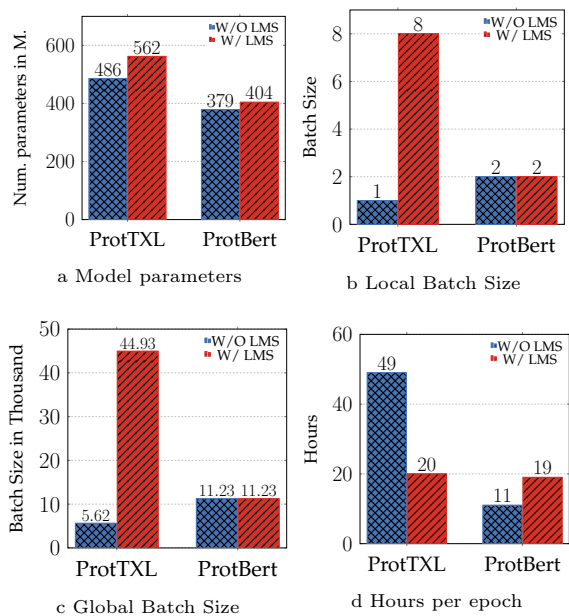 Num. parameters in M.
600
400
200
0
W/O LMS
W/ LMS
486
562
379
404
ProtTXL
ProtBert
a Model parameters
Batch Size
8
6
4
2
0
W/O LMS
W/ LMS
1
8
2
2
ProtTXL
ProtBert
b Local Batch Size
Batch Size in Thousand
50
40
30
20
10
0
W/O LMS
W/ LMS
5.62
44.93
11.23
11.23
ProtTXL
ProtBert
c Global Batch Size
Hours
60
40
20
0
W/O LMS
W/ LMS
49
20
11
19
ProtTXL
ProtBert
d Hours per epoch